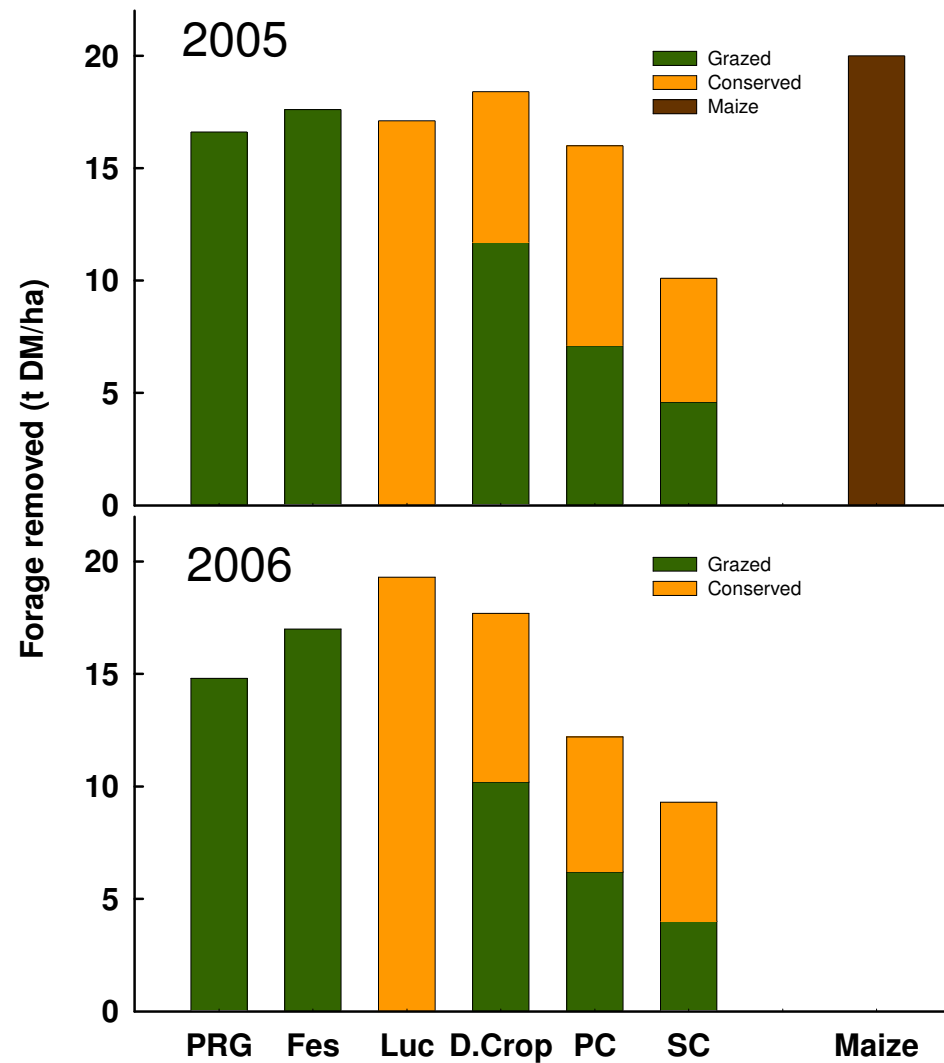 2005
Grazed
Conserved
Maize
20
15
10
5
0
Forage removed (t DM/ha)
2006
Grazed
Conserved
20
15
10
5
0
PRG Fes Luc D.Crop PC SC Maize